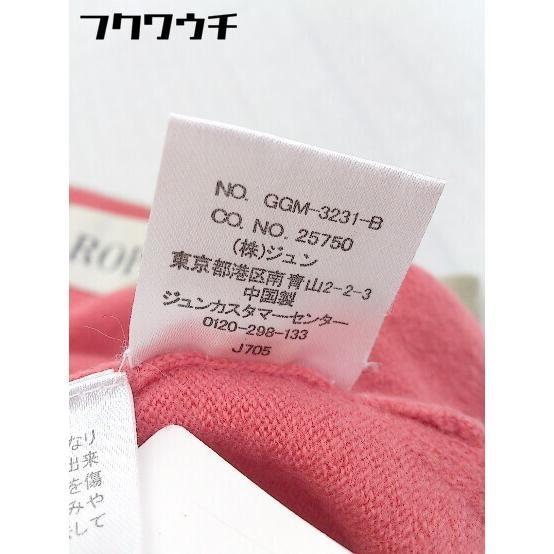 フクワウチ
NO. GGM-3231-B
CO. NO. 25750
(株)ジュン
東京都港区南青山2-2-3
中国製
ジュンカスタマーセンター
0120-298-133
J705
ROP
なり
出来
を傷
みや
して